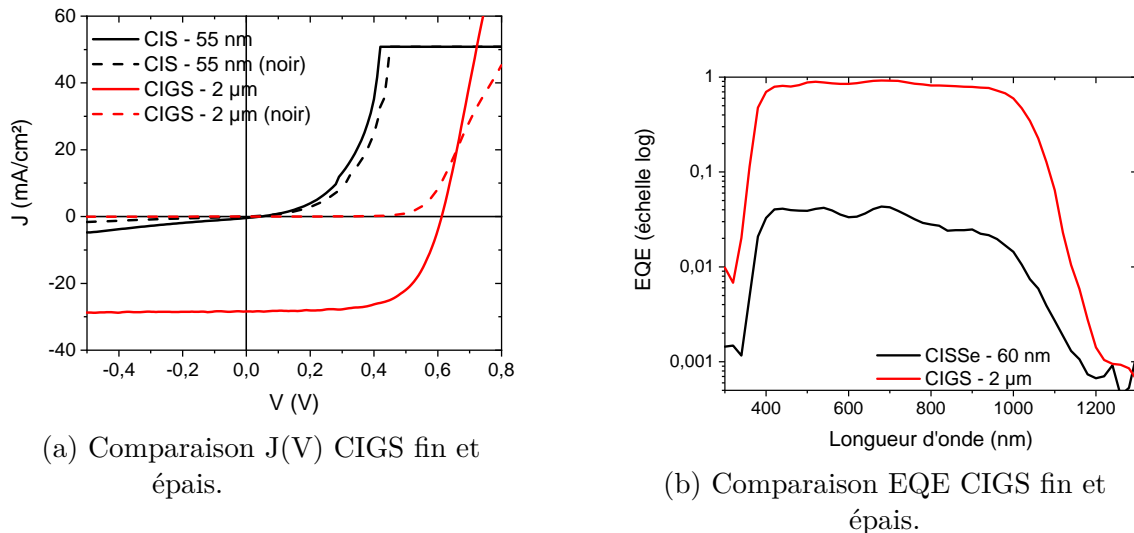 60
40
20
0
-20
-40
J (mA/cm²)
CIS - 55 nm
CIS - 55 nm (noir)
CIGS - 2 µm
CIGS - 2 µm (noir)
-0,4 -0,2 0,0 0,2 0,4 0,6 0,8
V (V)
(a) Comparaison J(V) CIGS fin et
épais.
1
0,1
0,01
0,001
EQE (échelle log)
CISSe - 60 nm
CIGS - 2 µm
400 600 800 1000 1200
Longueur d'onde (nm)
(b) Comparaison EQE CIGS fin et
épais.